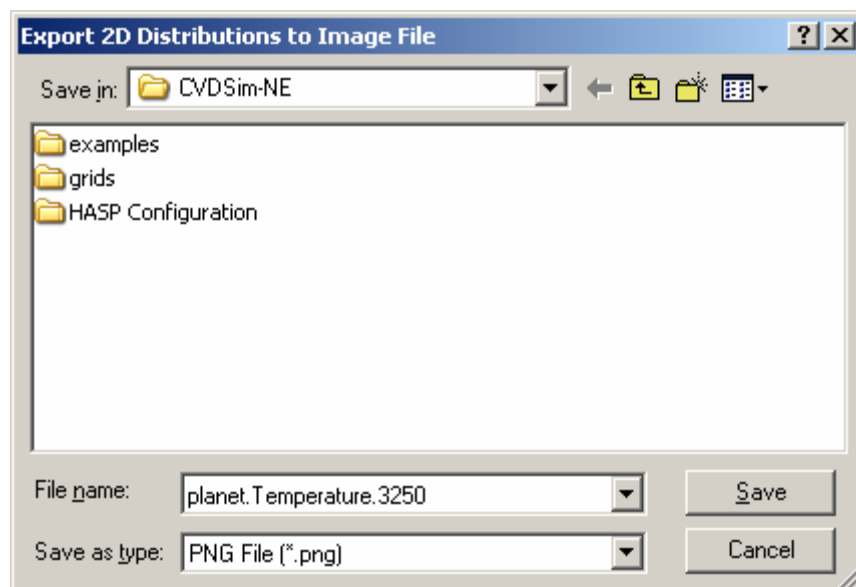 Export 2D Distributions to Image File
Save in: CVDSim-NE
examples
grids
HASP Configuration
File name: planet.Temperature.3250 Save
Save as type: PNG File (*.png) Cancel